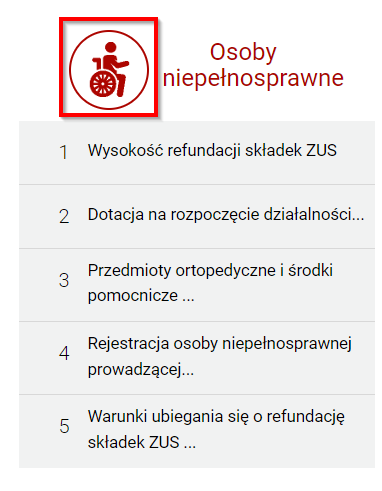 Osoby
niepełnosprawne
1 Wysokość refundacji składek ZUS
2 Dotacja na rozpoczęcie działalności...
3 Przedmioty ortopedyczne i środki
pomocnicze ...
4 Rejestracja osoby niepełnosprawnej
prowadzącej...
5 Warunki ubiegania się o refundację
składek ZUS ...